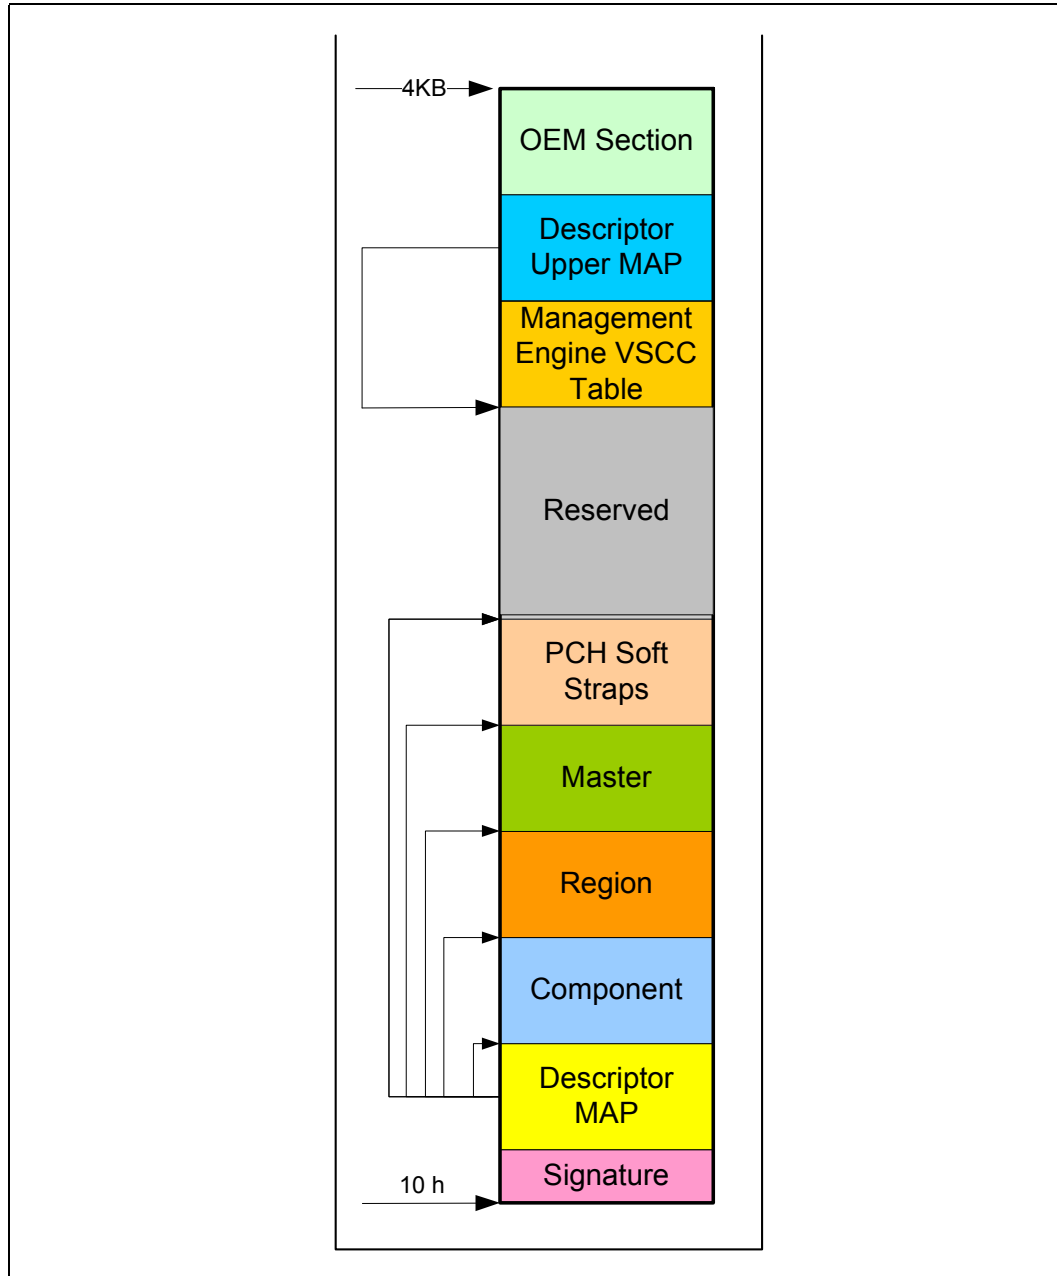 4KB
OEM Section
Descriptor
Upper MAP
Management
Engine VSCC
Table
Reserved
PCH Soft
Straps
Master
Region
Component
Descriptor
MAP
Signature
10 h